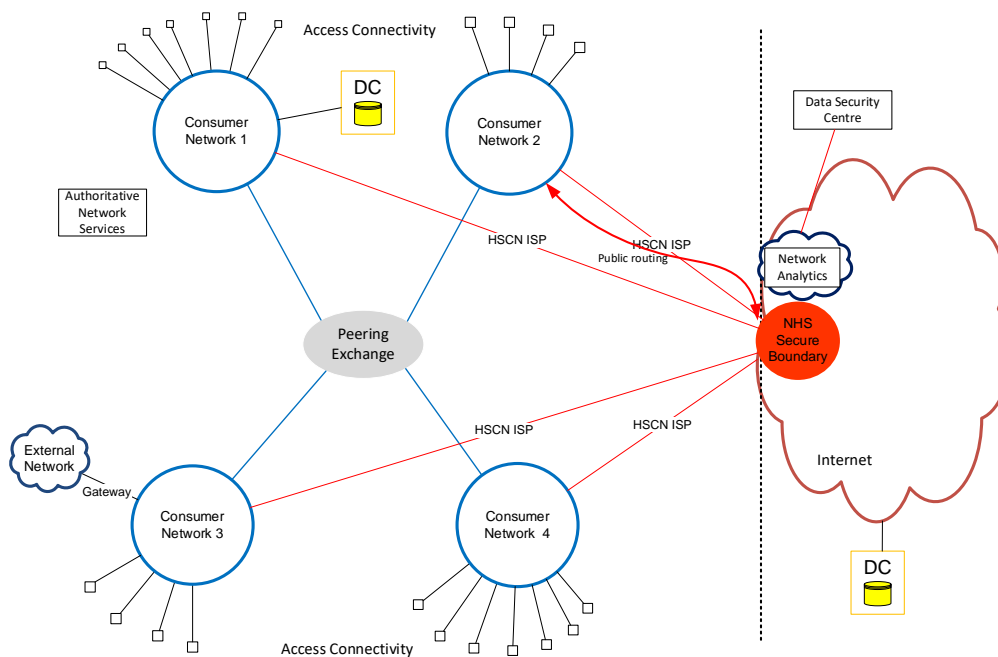 Access Connectivity
DC
Consumer
Network 1
Consumer
Network 2
Data Security
Centre
Authoritative
Network
Services
HSCN ISP
HSCN ISP
Public routing
Network
Analytics
NHS
Secure
Boundary
Peering
Exchange
HSCN ISP
HSCN ISP
External
Network
Gateway
Internet
Consumer
Network 3
Consumer
Network 4
DC
Access Connectivity